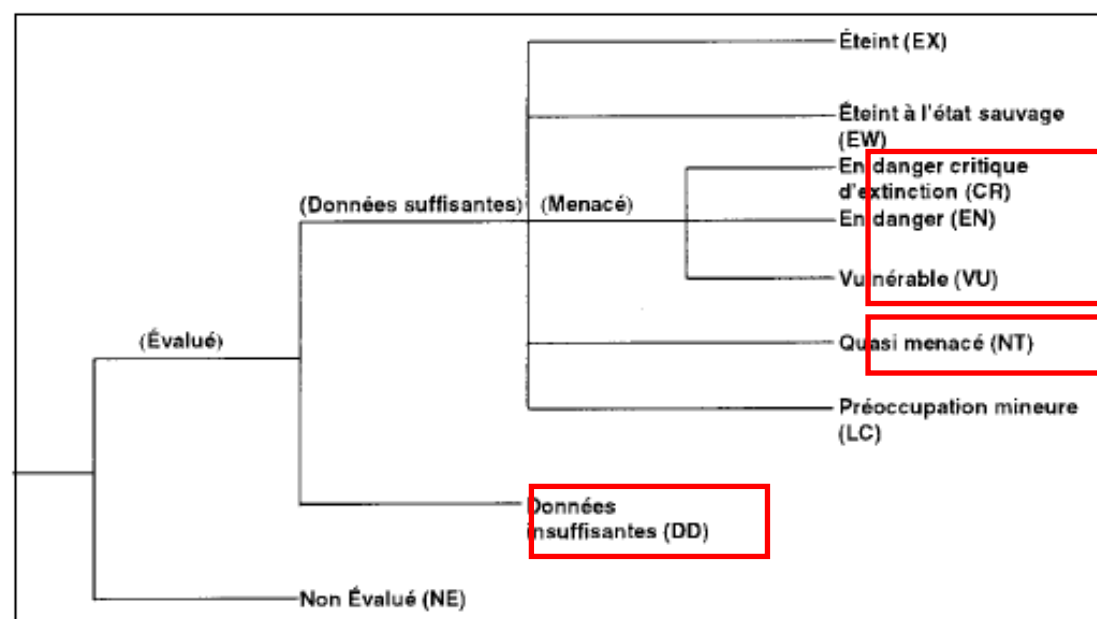 Éteint (EX)
Éteint à l'état sauvage
(EW)
En danger critique
d'extinction (CR)
(Données suffisantes) (Menacé)
En danger (EN)
Vulnérable (VU)
(Évalué)
Quasi menacé (NT)
Préoccupation mineure
(LC)
Données
insuffisantes (DD)
Non Évalué (NE)